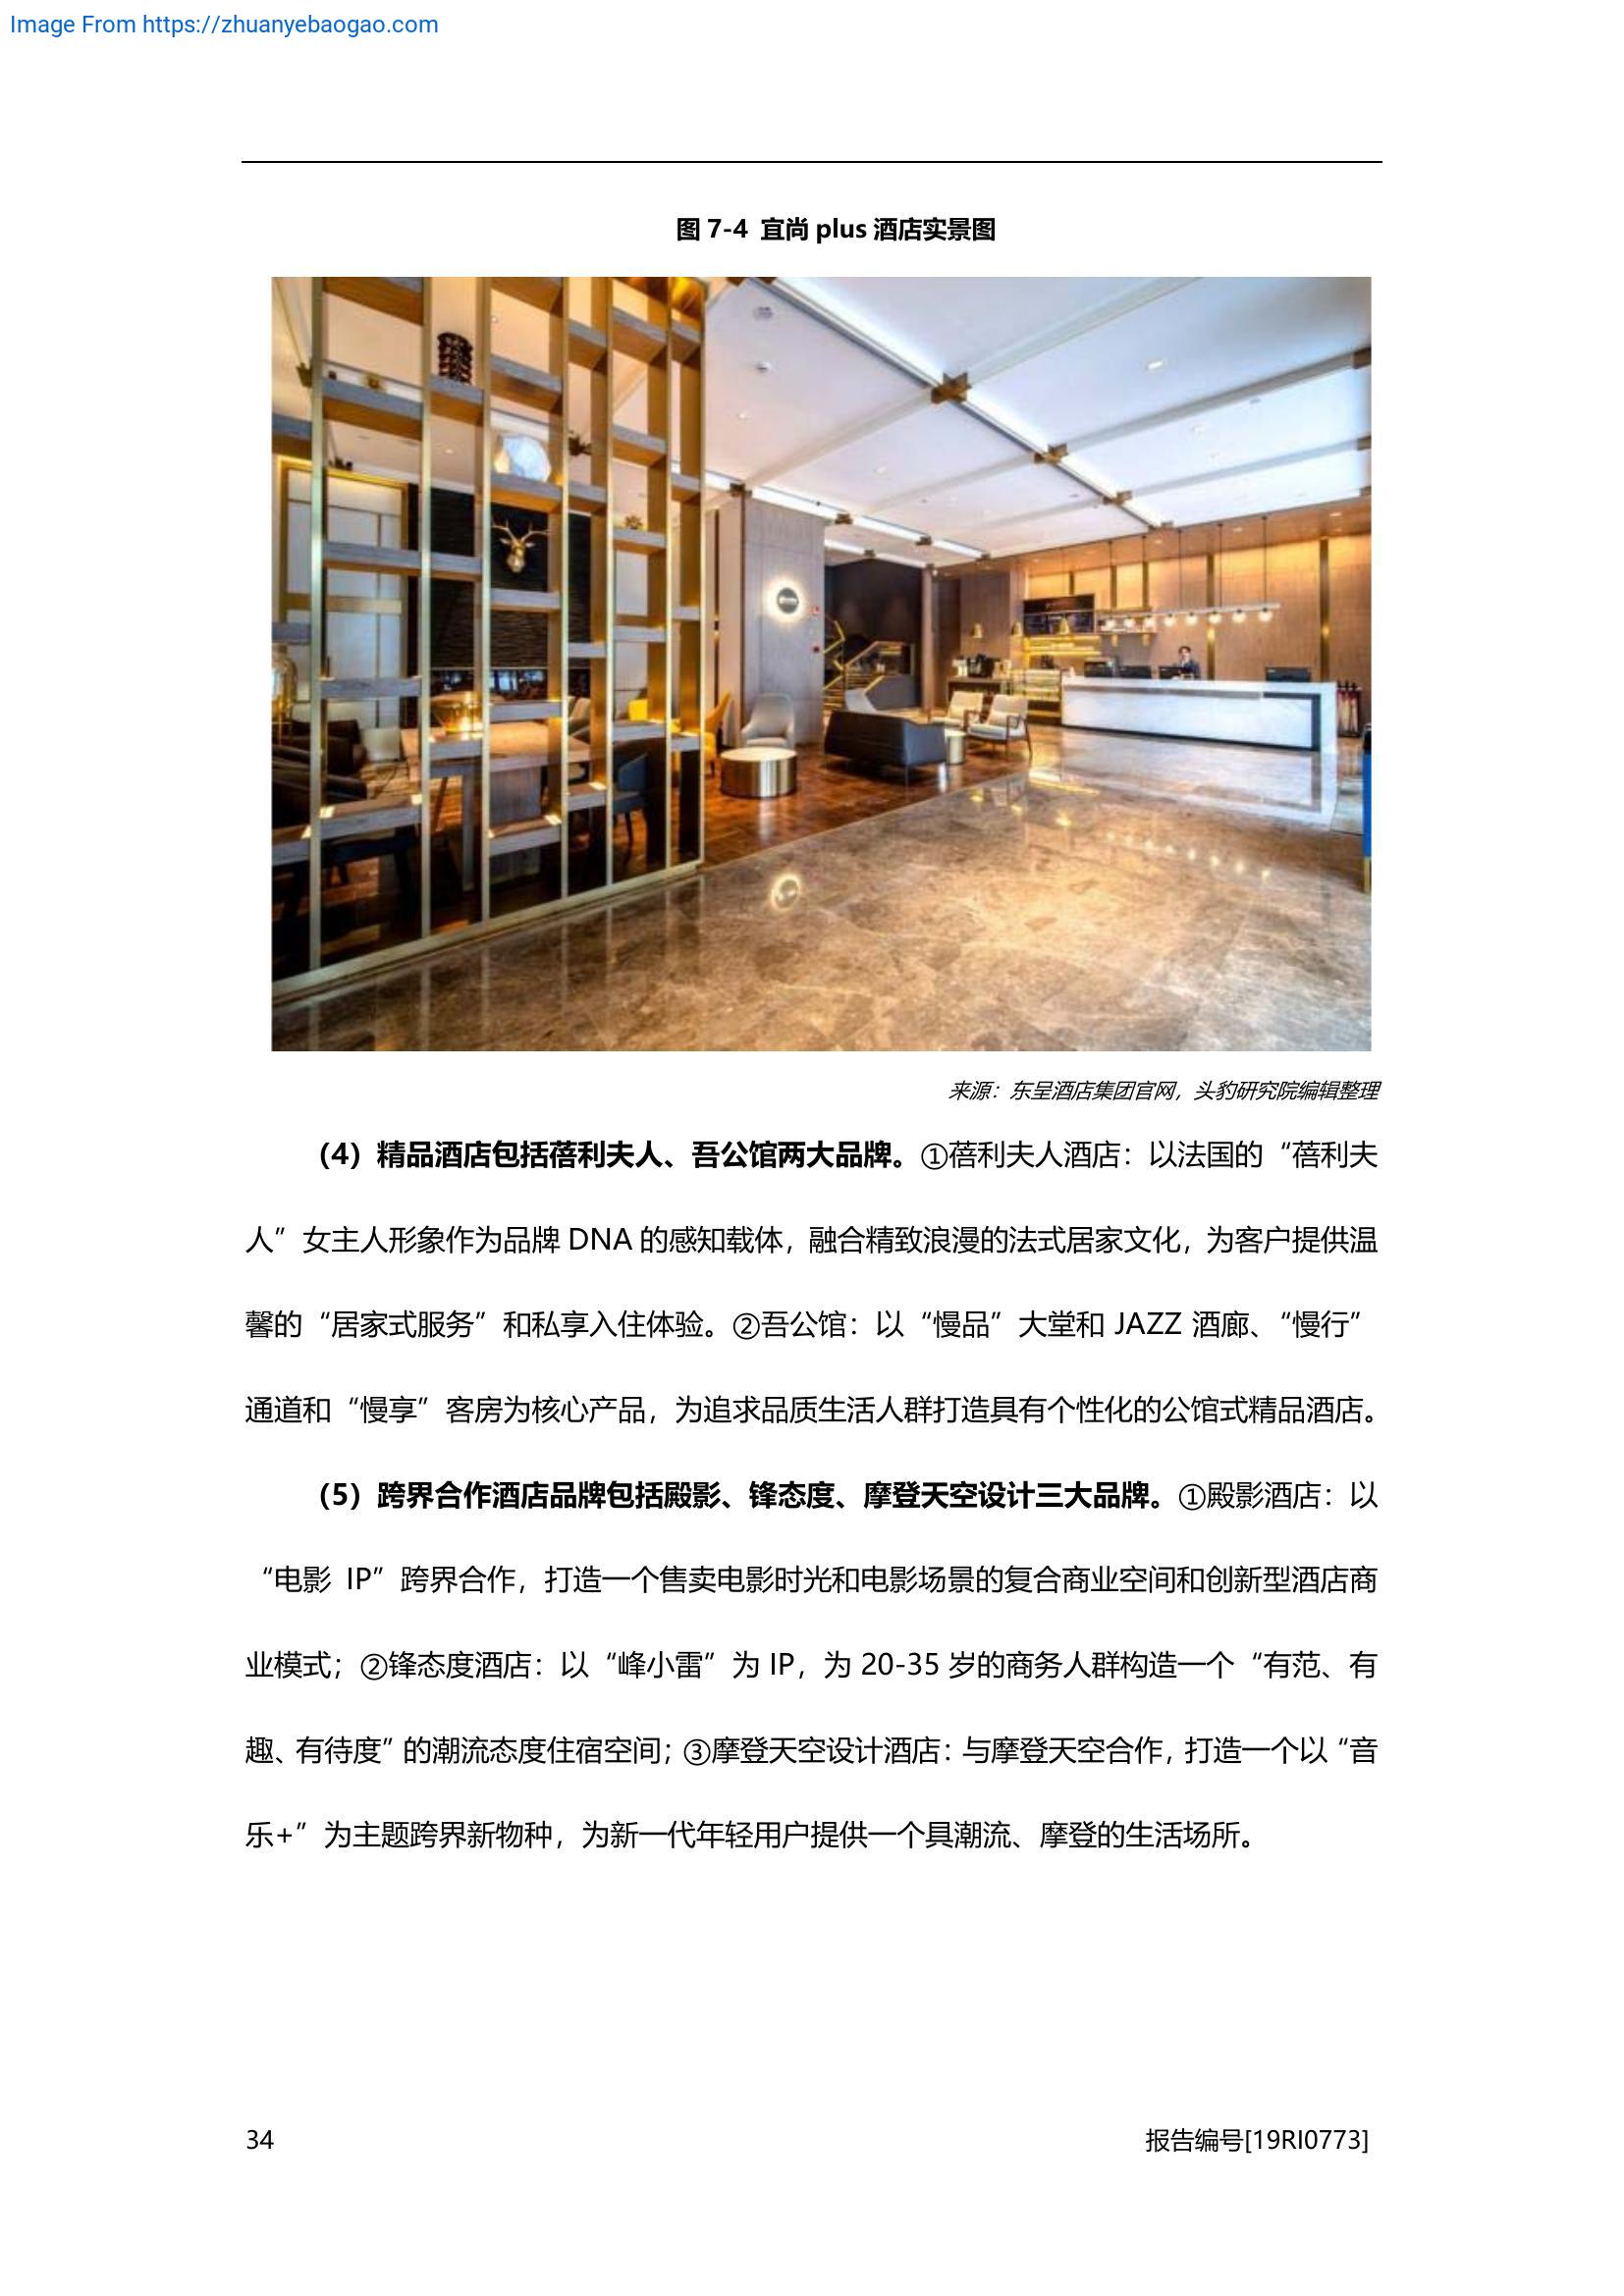 Image From https://zhuanyebaogao.com
图 7-4 宜尚 plus 酒店实景图
来源：东呈酒店集团官网，头豹研究院编辑整理
（4）精品酒店包括蓓利夫人、吾公馆两大品牌。①蓓利夫人酒店：以法国的“蓓利夫
人”女主人形象作为品牌 DNA 的感知载体，融合精致浪漫的法式居家文化，为客户提供温
馨的“居家式服务”和私享入住体验。②吾公馆：以“慢品”大堂和 JAZZ 酒廊、“慢行”
通道和“慢享”客房为核心产品，为追求品质生活人群打造具有个性化的公馆式精品酒店。
（5）跨界合作酒店品牌包括殿影、锋态度、摩登天空设计三大品牌。①殿影酒店：以
“电影 IP”跨界合作，打造一个售卖电影时光和电影场景的复合商业空间和创新型酒店商
业模式；②锋态度酒店：以“峰小雷”为 IP，为 20-35 岁的商务人群构造一个“有范、有
趣、有待度”的潮流态度住宿空间；③摩登天空设计酒店：与摩登天空合作，打造一个以“音
乐+”为主题跨界新物种，为新一代年轻用户提供一个具潮流、摩登的生活场所。
34
报告编号[19RI0773]